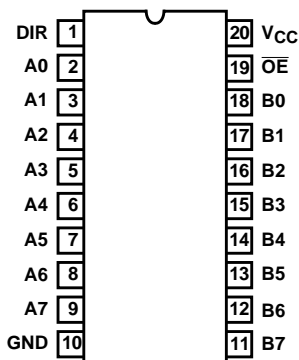 DIR 1 20 VCC
A0 2 19 OE
A1 3 18 B0
A2 4 17 B1
A3 5 16 B2
A4 6 15 B3
A5 7 14 B4
A6 8 13 B5
A7 9 12 B6
GND 10 11 B7